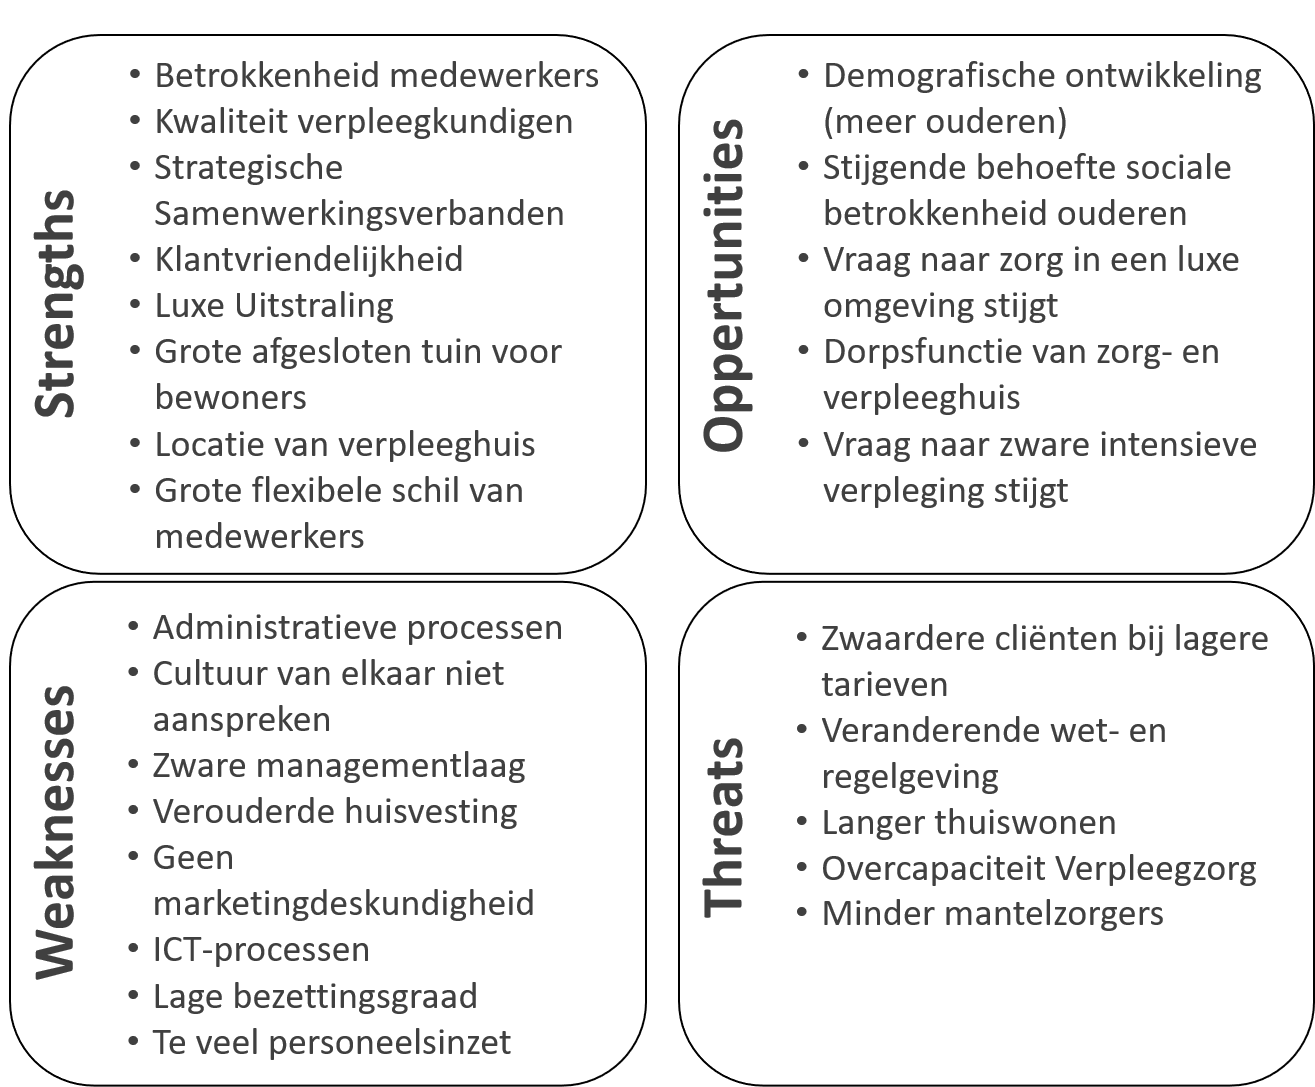 Strengths
• Betrokkenheid medewerkers
• Kwaliteit verpleegkundigen
• Strategische
Samenwerkingsverbanden
• Klantvriendelijkheid
• Luxe Uitstraling
• Grote afgesloten tuin voor
bewoners
• Locatie van verpleeghuis
• Grote flexibele schil van
medewerkers
Oppertunities
• Demografische ontwikkeling
(meer ouderen)
• Stijgende behoefte sociale
betrokkenheid ouderen
• Vraag naar zorg in een luxe
omgeving stijgt
• Dorpsfunctie van zorg- en
verpleeghuis
• Vraag naar zware intensieve
verpleging stijgt
Weaknesses
• Administratieve processen
• Cultuur van elkaar niet
aanspreken
• Zware managementlaag
• Verouderde huisvesting
• Geen
marketingdeskundigheid
• ICT-processen
• Lage bezettingsgraad
• Te veel personeelsinzet
Threats
• Zwaardere cliënten bij lagere
tarieven
• Veranderende wet- en
regelgeving
• Langer thuiswonen
• Overcapaciteit Verpleegzorg
• Minder mantelzorgers